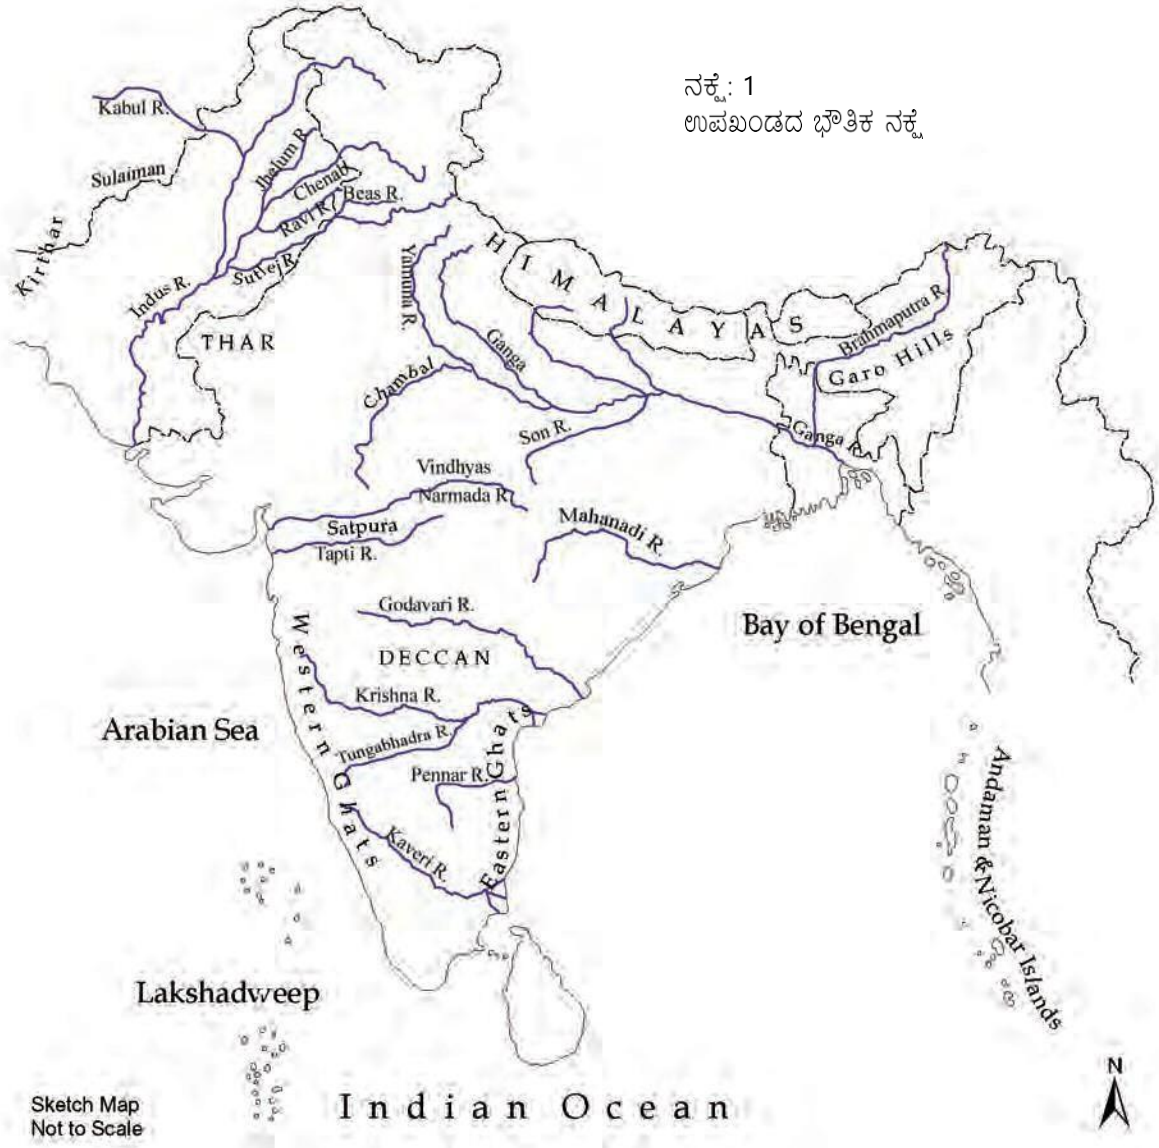 ನಕ್ಷೆ: 1
ಉಪಖಂಡದ ಭೌತಿಕ ನಕ್ಷೆ
Kabul R.
Jhelum R.
Sulaiman
Chenab
Beas R.
Ravi R.
Kirthar
Sutlej R.
Indus R.
Yamuna R.
HIMALAYAS
Brahmaputra R.
THAR
Ganga
Garo Hills
Chambal
Son R.
Ganga R.
Vindhyas
Narmada R.
Satpura
Mahanadi R.
Tapti R.
Godavari R.
Bay of Bengal
Western Ghats
DECCAN
Krishna R.
Arabian Sea
Tungabhadra R.
Eastern Ghats
Pennar R.
Kaveri R.
Andaman & Nicobar Islands
Lakshadweep
N
Sketch Map
Not to Scale
Indian Ocean